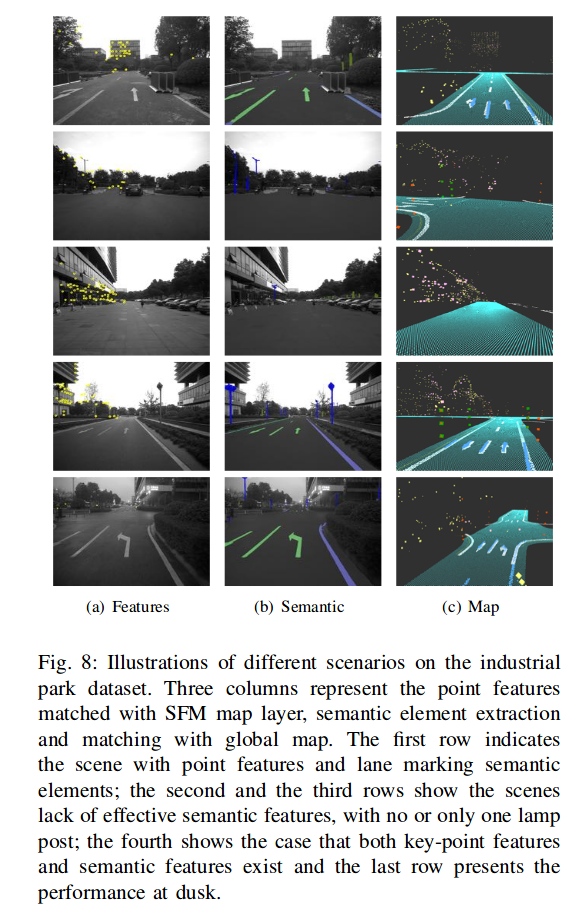 (a) Features
(b) Semantic
(c) Map
Fig. 8: Illustrations of different scenarios on the industrial
park dataset. Three columns represent the point features
matched with SFM map layer, semantic element extraction
and matching with global map. The first row indicates
the scene with point features and lane marking semantic
elements; the second and the third rows show the scenes
lack of effective semantic features, with no or only one lamp
post; the fourth shows the case that both key-point features
and semantic features exist and the last row presents the
performance at dusk.